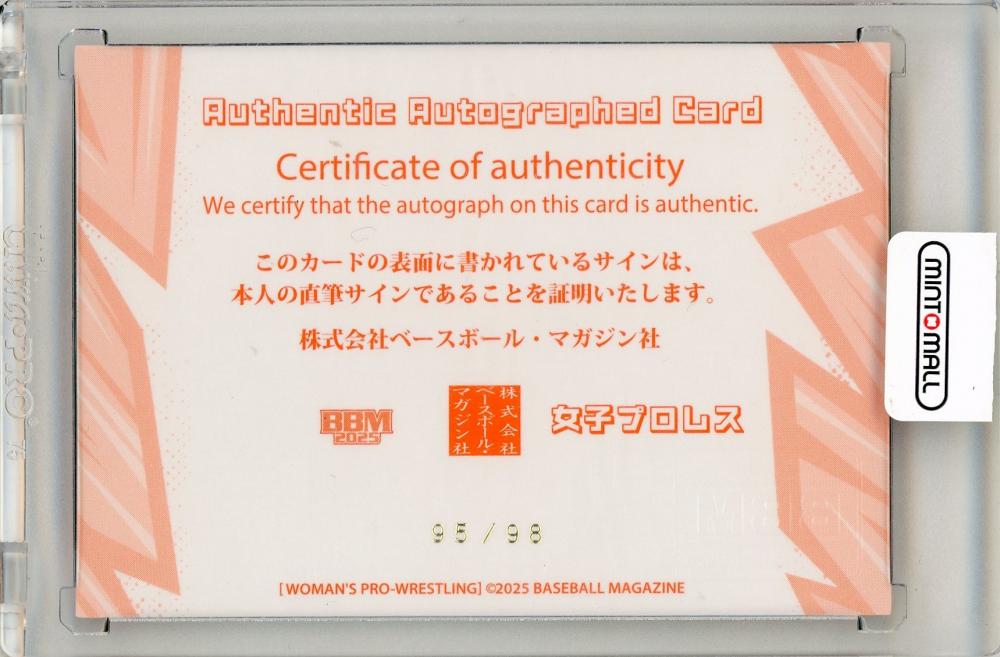 Authentic Autographed Card
Certificate of authenticity
We certify that the autograph on this card is authentic.
このカードの表面に書かれているサインは、
本人の直筆サインであることを証明いたします。
株式会社ベースボール・マガジン社
BBM
2025
株式会社
ベースボール・
マガジン社
女子プロレス
95/98
[WOMAN'S PRO-WRESTLING] ©2025 BASEBALL MAGAZINE
MINT MALL
ULTRA·PRO